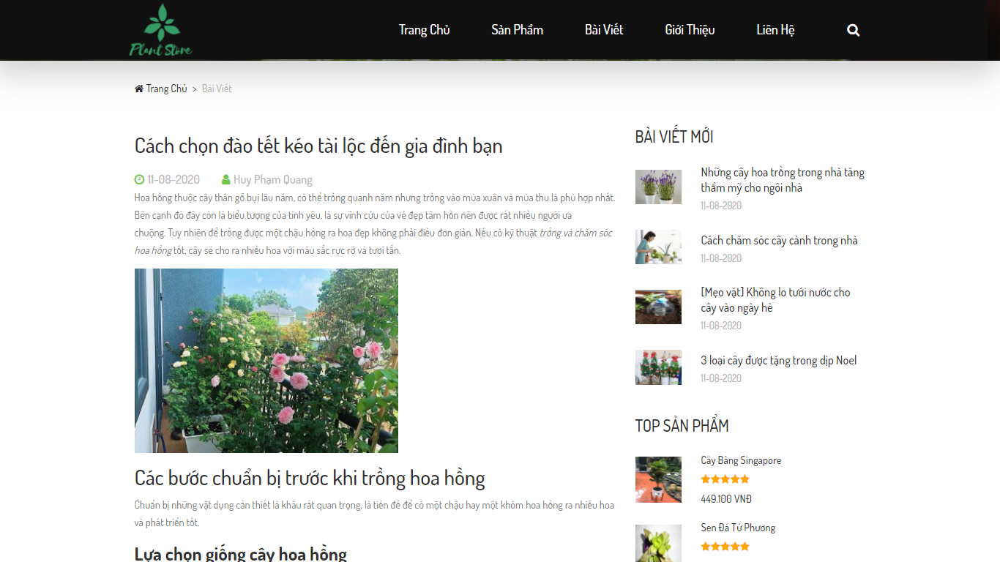 Plant Store
Trang Chủ
Sản Phẩm
Bài Viết
Giới Thiệu
Liên Hệ
Trang Chủ > Bài Viết
Cách chọn đào tết kéo tài lộc đến gia đình bạn
11-08-2020 Huy Phạm Quang
Hoa hồng thuộc cây thân gỗ bụi lâu năm, có thể trồng quanh năm nhưng trồng vào mùa xuân và mùa thu là phù hợp nhất.
Bên cạnh đó đây còn là biểu tượng của tình yêu, là sự vĩnh cửu của vẻ đẹp tâm hồn nên được rất nhiều người ưa
chuộng. Tuy nhiên để trồng được một chậu hồng ra hoa đẹp không phải điều đơn giản. Nếu có kỹ thuật trồng và chăm sóc
hoa hồng tốt, cây sẽ cho ra nhiều hoa với màu sắc rực rỡ và tươi tắn.
Các bước chuẩn bị trước khi trồng hoa hồng
Chuẩn bị những vật dụng cần thiết là khâu rất quan trọng, là tiền đề để có một chậu hay một khóm hoa hồng ra nhiều hoa
và phát triển tốt.
Lựa chọn giống cây hoa hồng
BÀI VIẾT MỚI
Những cây hoa trồng trong nhà tăng
thẩm mỹ cho ngôi nhà
11-08-2020
Cách chăm sóc cây cảnh trong nhà
11-08-2020
[Mẹo vặt] Không lo tưới nước cho
cây vào ngày hè
11-08-2020
3 loại cây được tặng trong dịp Noel
11-08-2020
TOP SẢN PHẨM
Cây Bàng Singapore
449.100 VNĐ
Sen Đá Tứ Phương